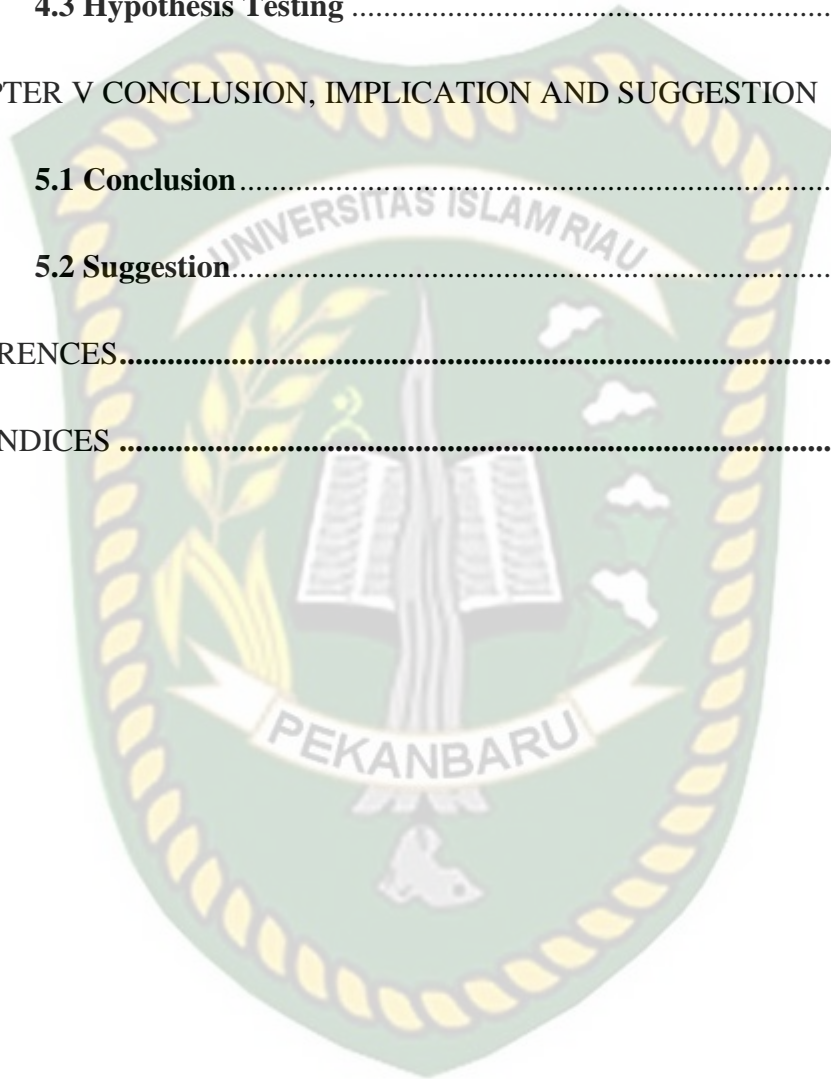 4.3 Hypothesis Testing ..................................................
PTER V CONCLUSION, IMPLICATION AND SUGGESTION
5.1 Conclusion ..................................................
UNIVERSITAS ISLAM RIAU
5.2 Suggestion..................................................
RENCES..................................................
NDICES ..................................................
PEKANBARU